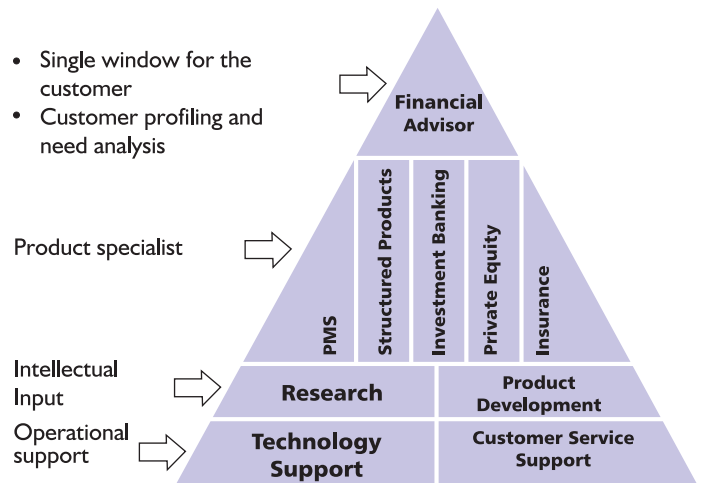 • Single window for the
customer
• Customer profiling and
need analysis
Financial
Advisor
Product specialist
PMS
Structured Products
Investment Banking
Private Equity
Insurance
Intellectual
Input
Research
Product
Development
Operational
support
Technology
Support
Customer Service
Support